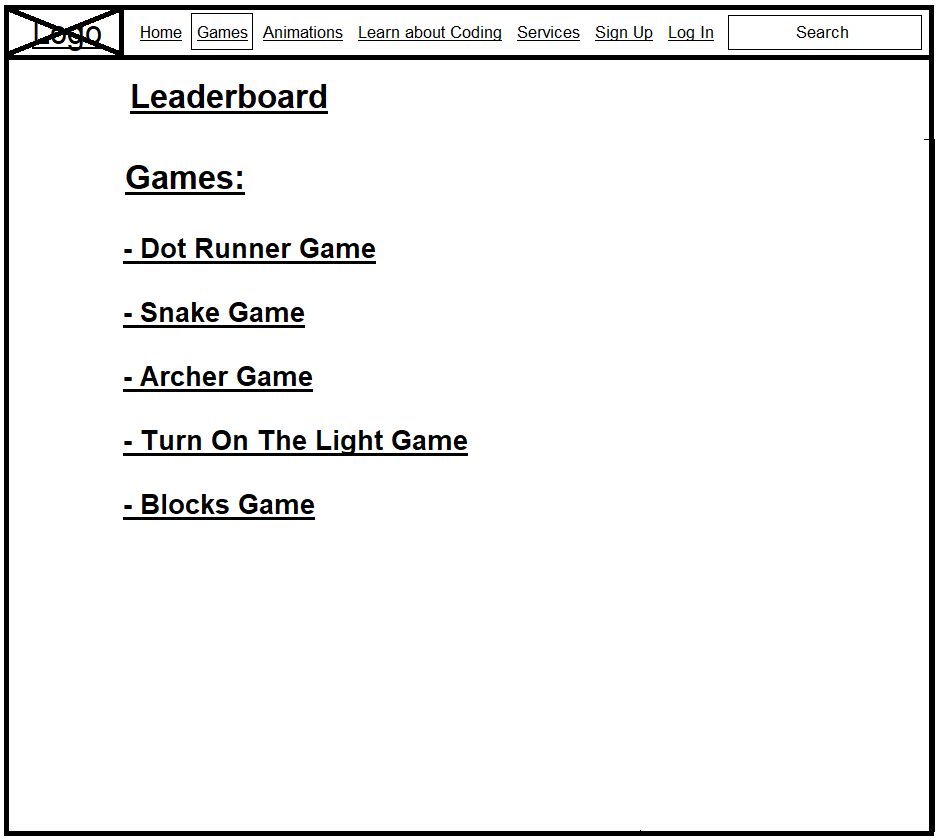 Logo Home Games Animations Learn about Coding Services Sign Up Log In Search
Leaderboard
Games:
- Dot Runner Game
- Snake Game
- Archer Game
- Turn On The Light Game
- Blocks Game